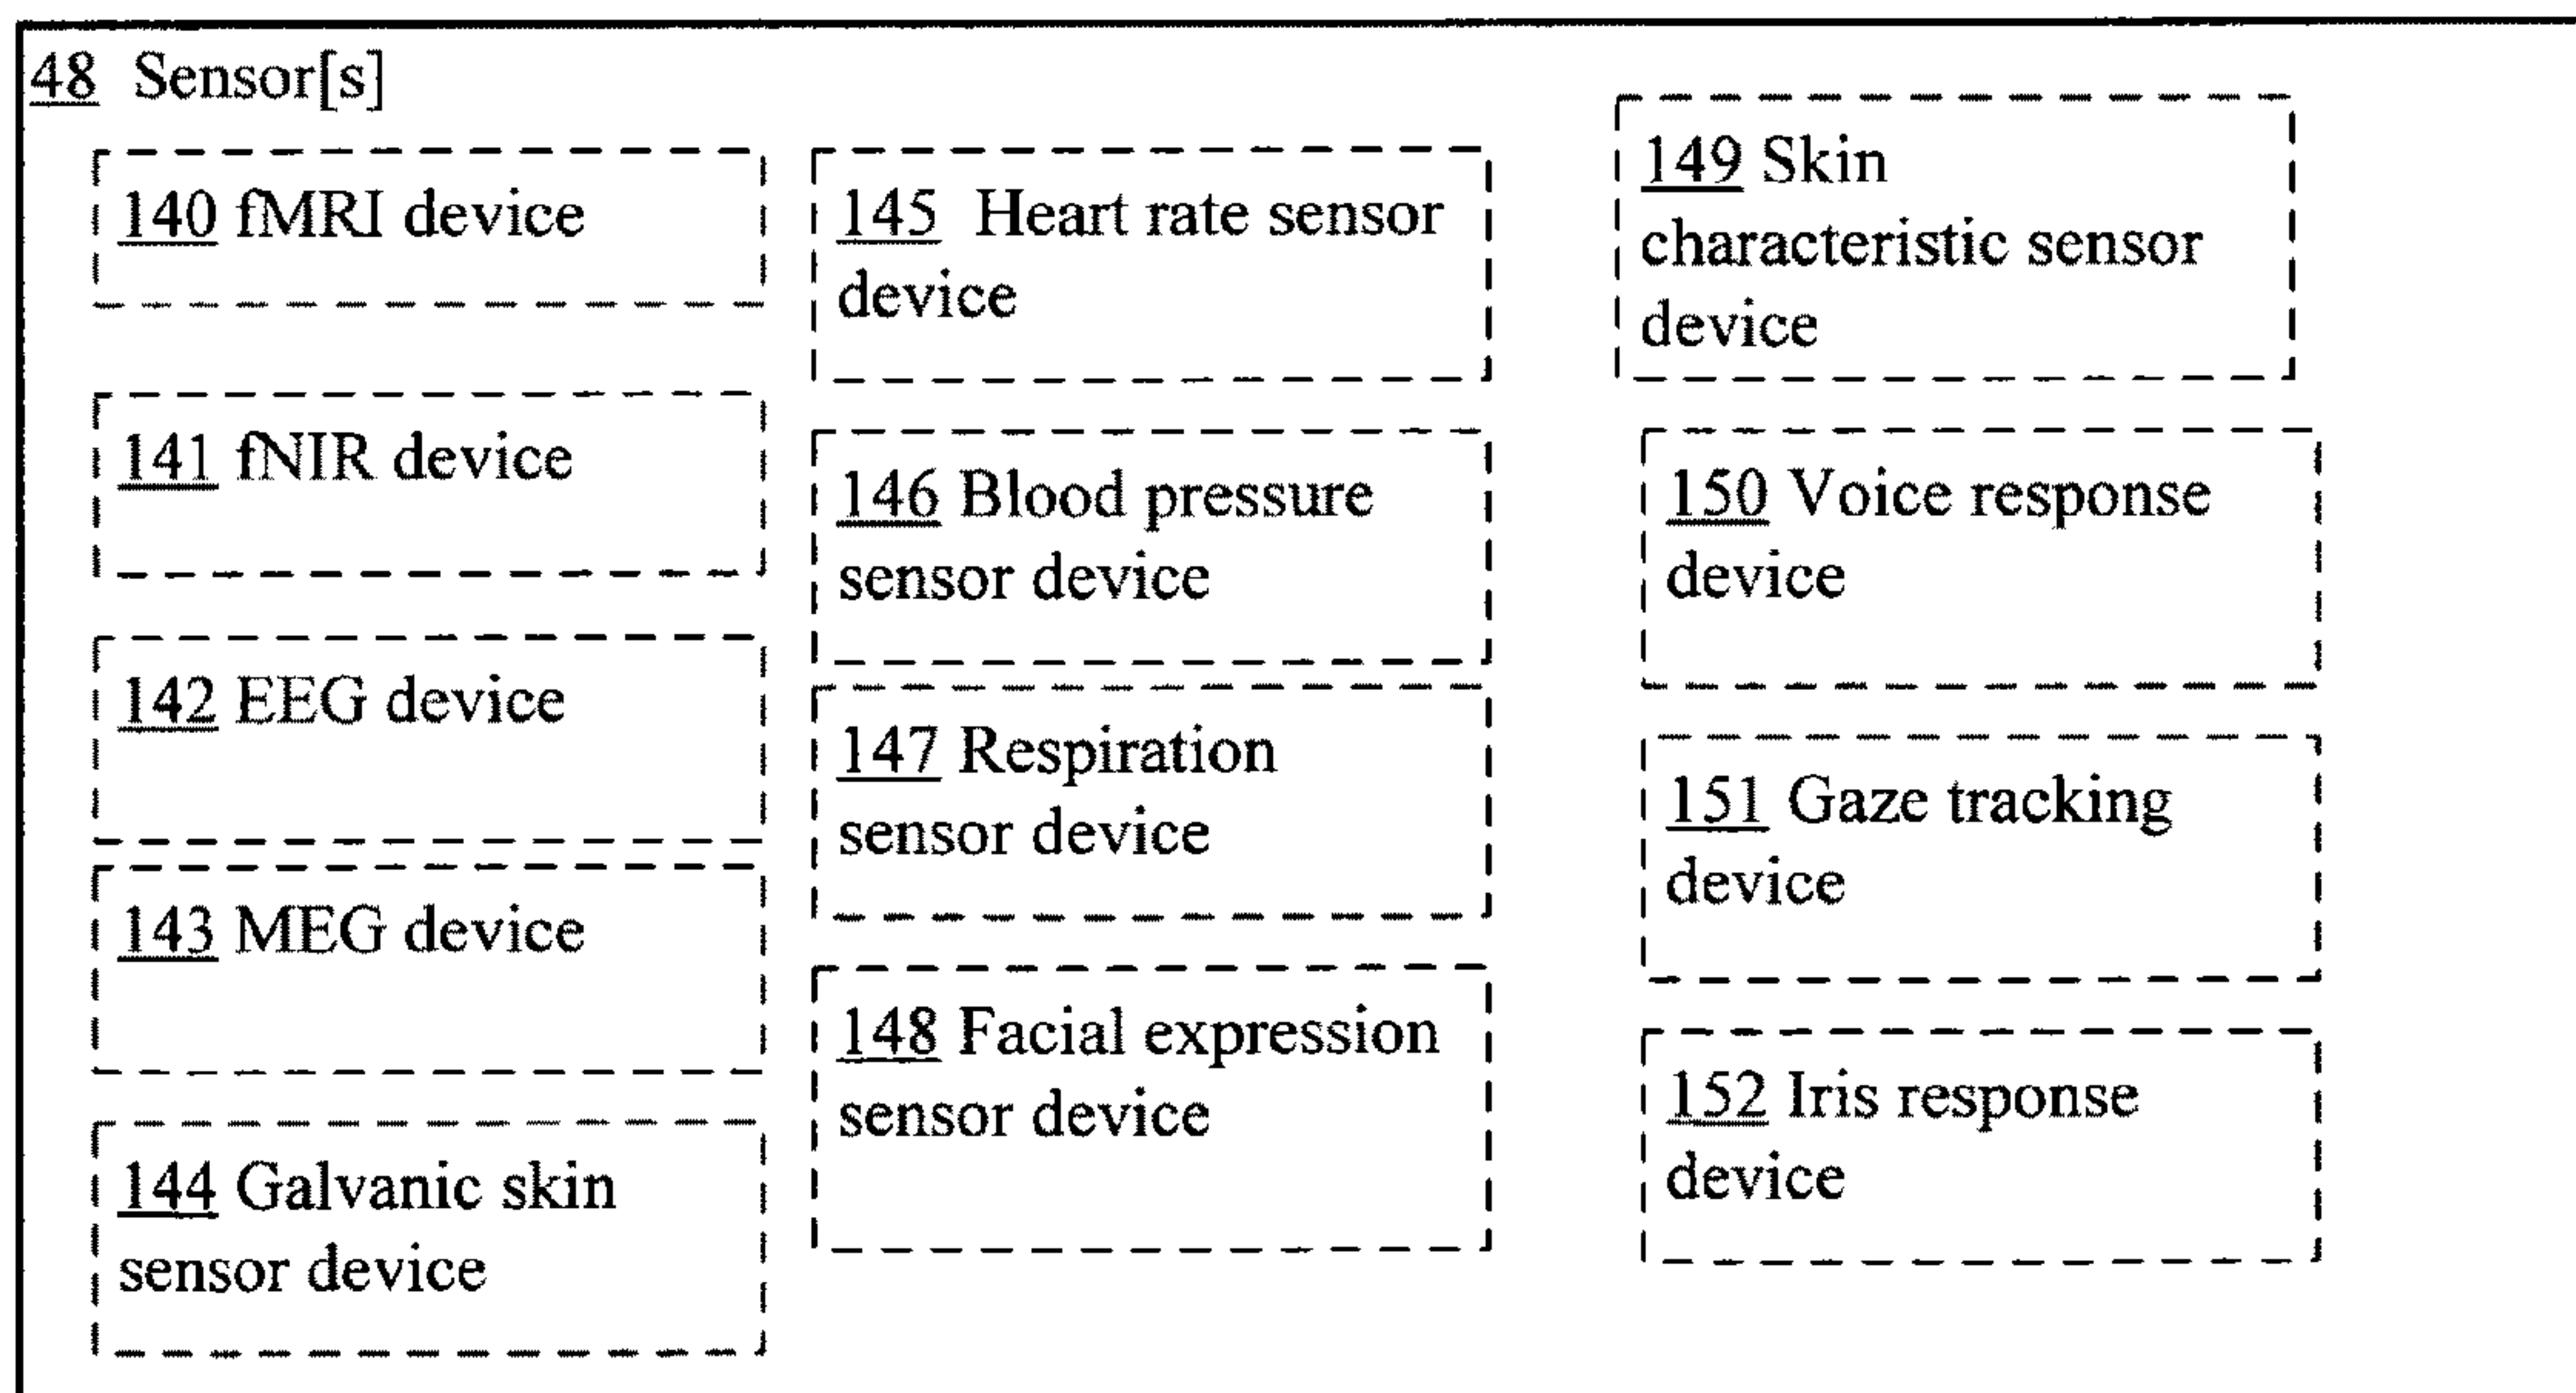 48 Sensor[s]
140 fMRI device
141 fNIR device
142 EEG device
143 MEG device
144 Galvanic skin
sensor device
145 Heart rate sensor
device
146 Blood pressure
sensor device
147 Respiration
sensor device
148 Facial expression
sensor device
149 Skin
characteristic sensor
device
150 Voice response
device
151 Gaze tracking
device
152 Iris response
device